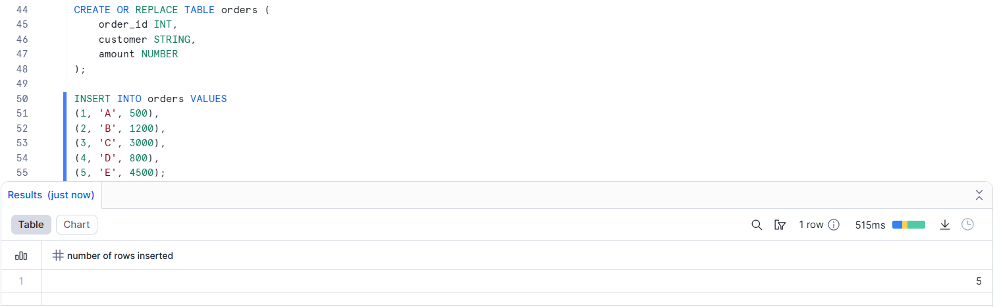 44 CREATE OR REPLACE TABLE orders (
45 order_id INT,
46 customer STRING,
47 amount NUMBER
48 );
49
50 INSERT INTO orders VALUES
51 (1, 'A', 500),
52 (2, 'B', 1200),
53 (3, 'C', 3000),
54 (4, 'D', 800),
55 (5, 'E', 4500);
Results (just now)
Table Chart 1 row 515ms
number of rows inserted
1 5